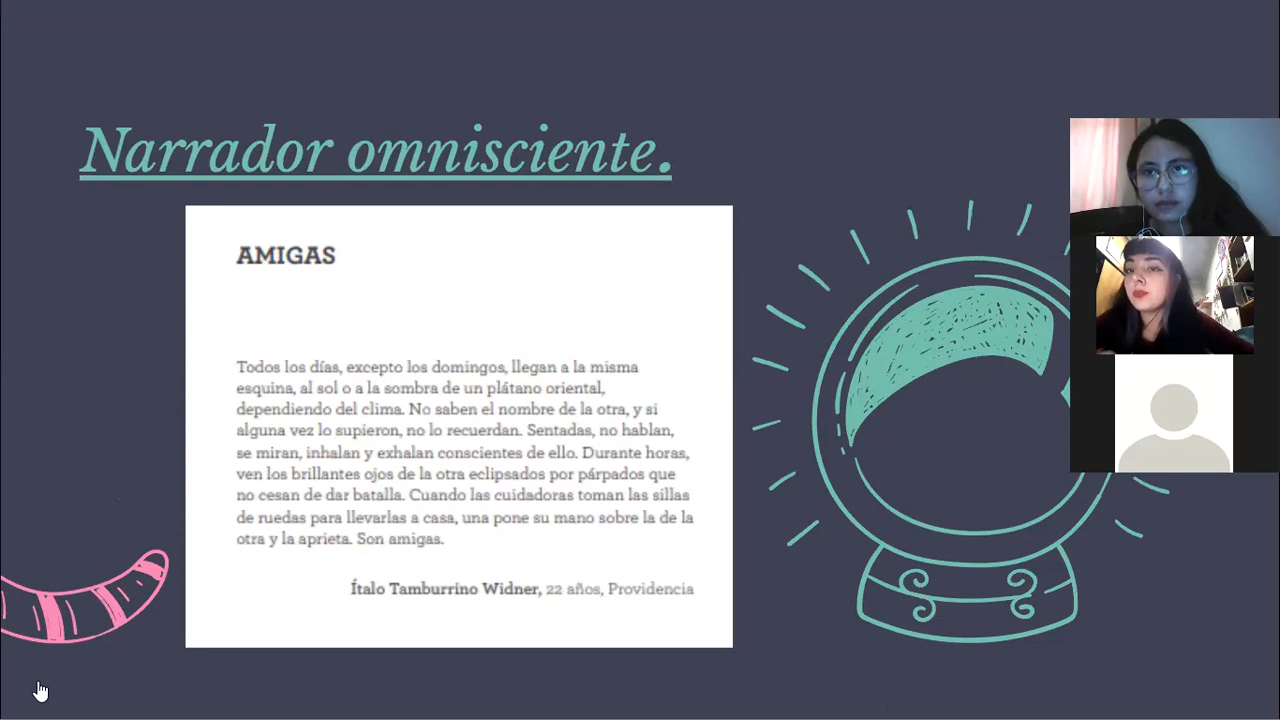 Narrador omnisciente.
AMIGAS
Todos los días, excepto los domingos, llegan a la misma
esquina, al sol o a la sombra de un plátano oriental,
dependiendo del clima. No saben el nombre de la otra, y si
alguna vez lo supieron, no lo recuerdan. Sentadas, no hablan,
se miran, inhalan y exhalan conscientes de ello. Durante horas,
ven los brillantes ojos de la otra eclipsados por párpados que
no cesan de dar batalla. Cuando las cuidadoras toman las sillas
de ruedas para llevarlas a casa, una pone su mano sobre la de la
otra y la aprieta. Son amigas.
Ítalo Tamburrino Widner, 22 años, Providencia